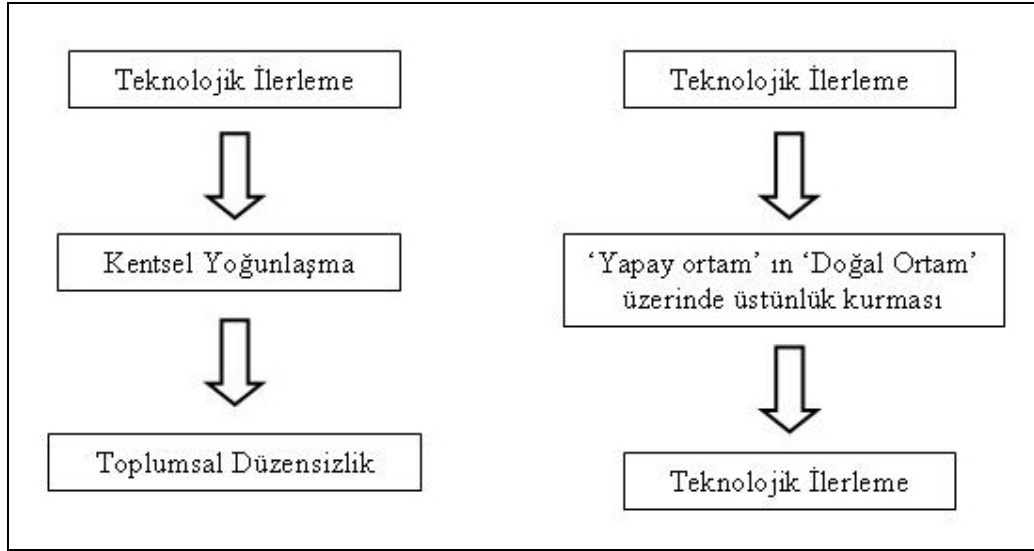 Teknolojik İlerleme
Kentsel Yoğunlaşma
Toplumsal Düzensizlik
Teknolojik İlerleme
‘Yapay ortam’ ın ‘Doğal Ortam’
üzerinde üstünlük kurması
Teknolojik İlerleme